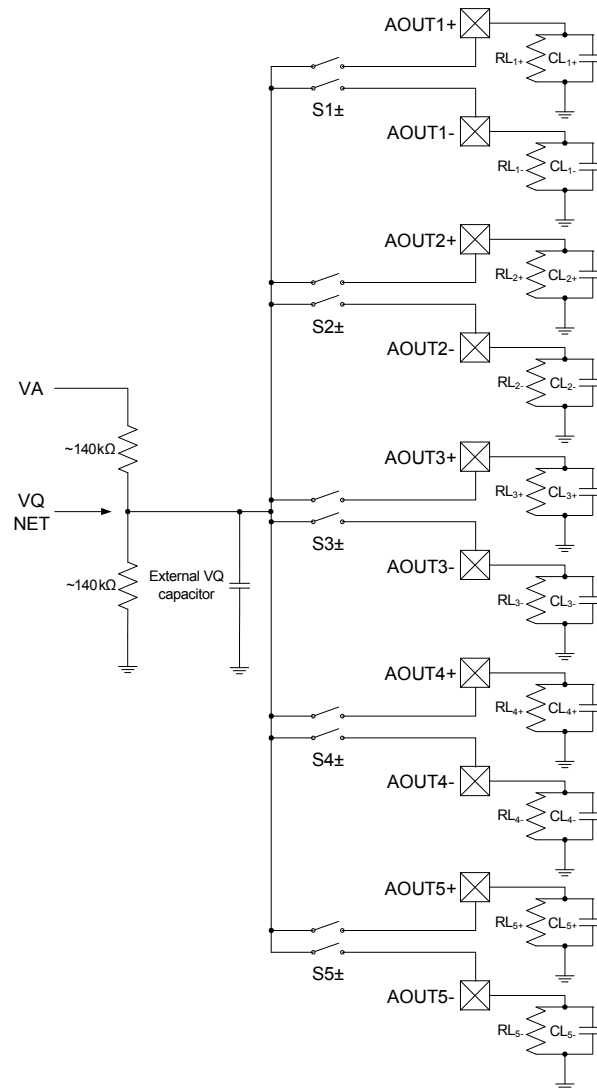 AOUT1+
RL1+
CL1+
S1±
AOUT1-
RL1-
CL1-
AOUT2+
RL2+
CL2+
S2±
AOUT2-
RL2-
CL2-
VA
~140kΩ
AOUT3+
RL3+
CL3+
VQ
NET
S3±
AOUT3-
~140kΩ
External VQ
capacitor
RL3-
CL3-
AOUT4+
RL4+
CL4+
S4±
AOUT4-
RL4-
CL4-
AOUT5+
RL5+
CL5+
S5±
AOUT5-
RL5-
CL5-